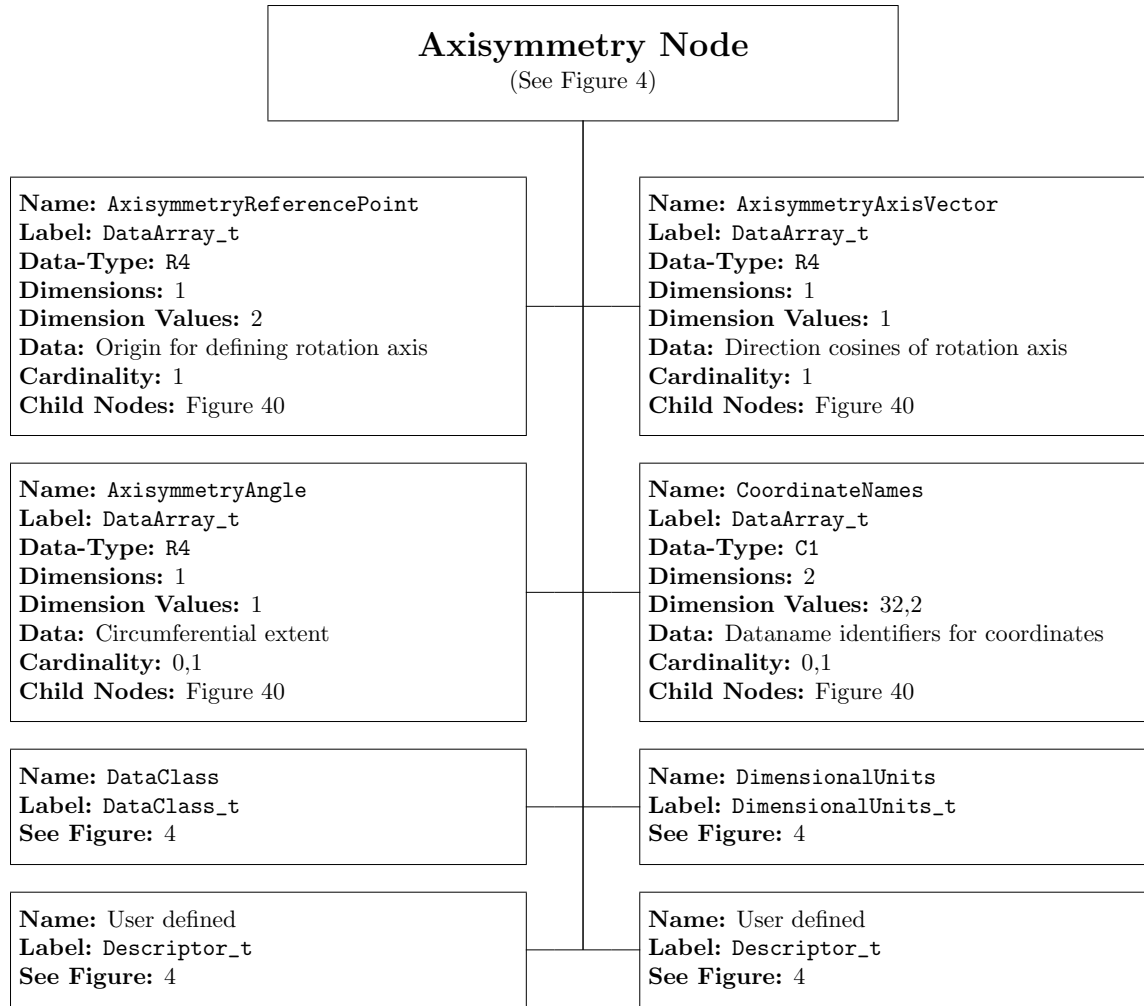 Axisymmetry Node
(See Figure 4)
Name: AxisymmetryReferencePoint
Label: DataArray_t
Data-Type: R4
Dimensions: 1
Dimension Values: 2
Data: Origin for defining rotation axis
Cardinality: 1
Child Nodes: Figure 40
Name: AxisymmetryAxisVector
Label: DataArray_t
Data-Type: R4
Dimensions: 1
Dimension Values: 1
Data: Direction cosines of rotation axis
Cardinality: 1
Child Nodes: Figure 40
Name: AxisymmetryAngle
Label: DataArray_t
Data-Type: R4
Dimensions: 1
Dimension Values: 1
Data: Circumferential extent
Cardinality: 0,1
Child Nodes: Figure 40
Name: CoordinateNames
Label: DataArray_t
Data-Type: C1
Dimensions: 2
Dimension Values: 32,2
Data: Dataname identifiers for coordinates
Cardinality: 0,1
Child Nodes: Figure 40
Name: DataClass
Label: DataClass_t
See Figure: 4
Name: DimensionalUnits
Label: DimensionalUnits_t
See Figure: 4
Name: User defined
Label: Descriptor_t
See Figure: 4
Name: User defined
Label: Descriptor_t
See Figure: 4